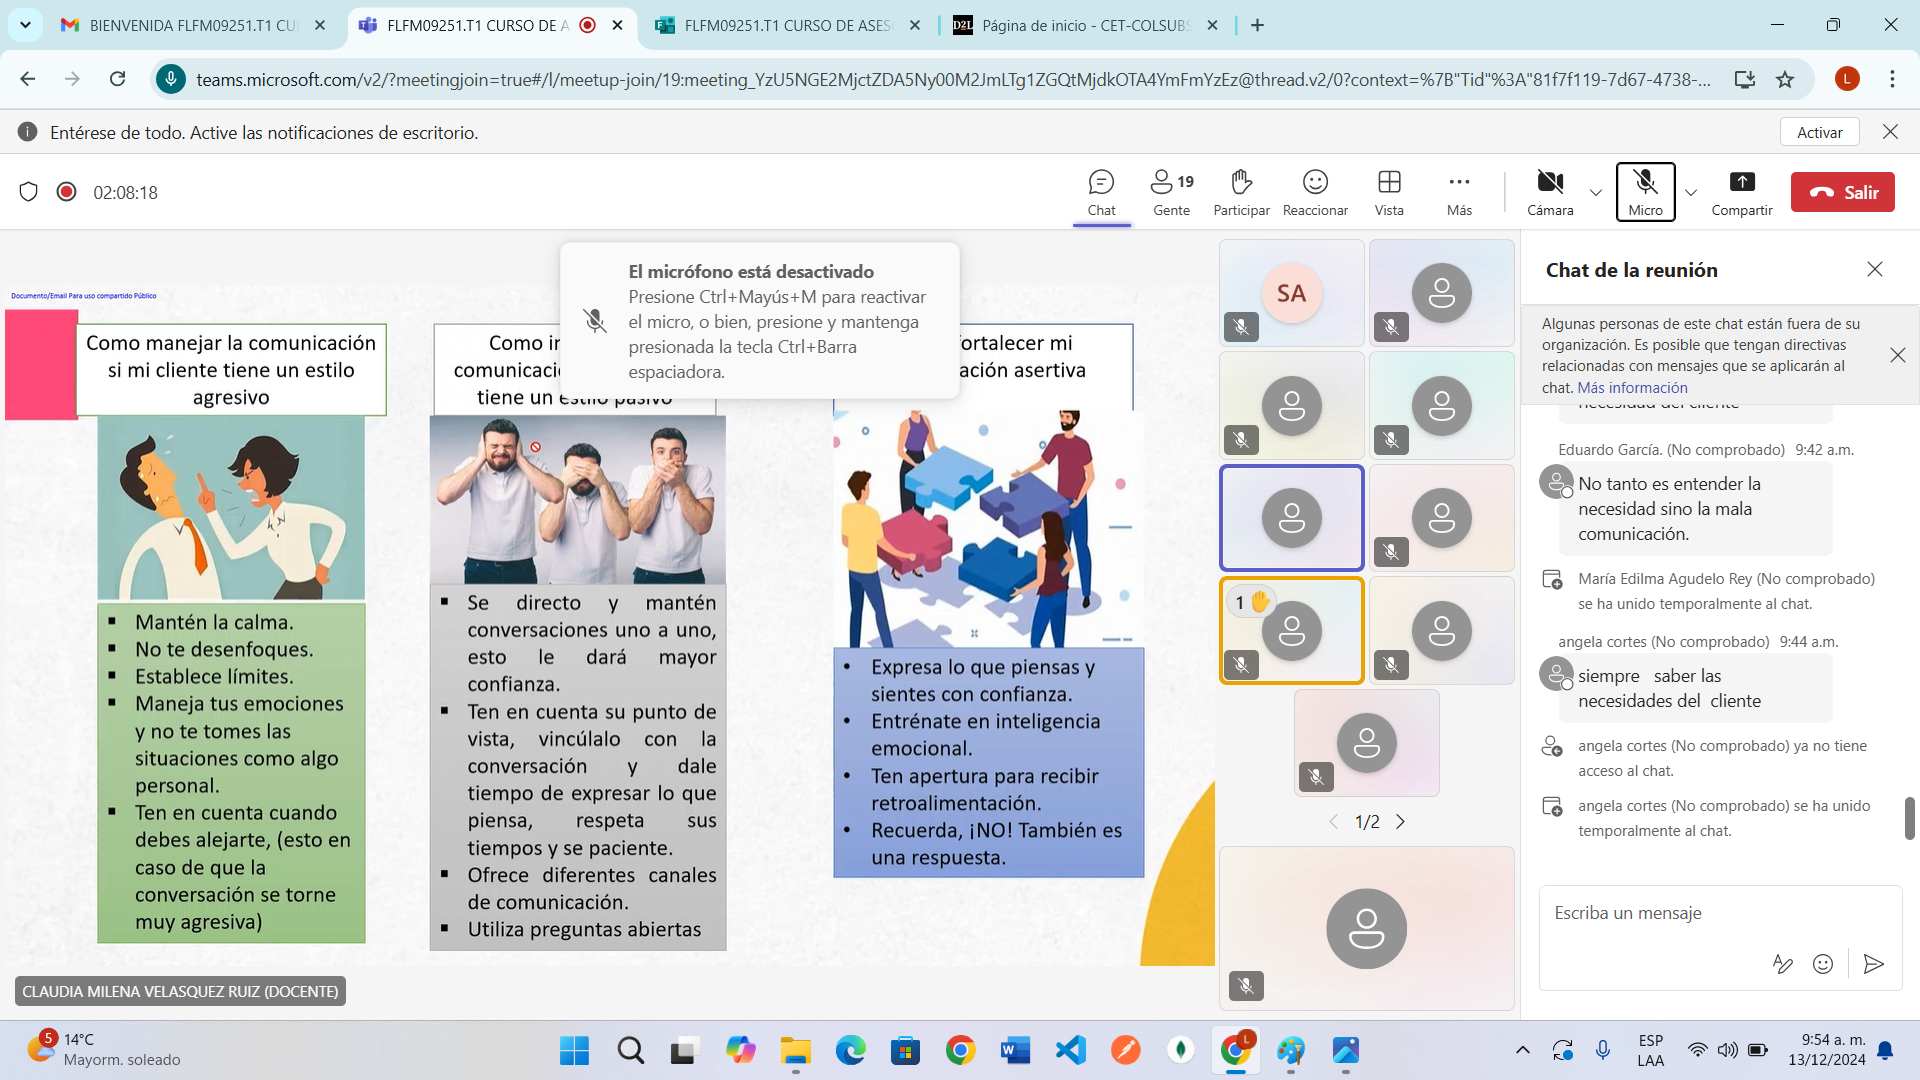 BIENVENIDA FLFM09251.T1 CU
FLFM09251.T1 CURSO DE A
FLFM09251.T1 CURSO DE ASES
D2L
Página de inicio - CET-COLSUBS
teams.microsoft.com/v2/?meetingjoin=true#/l/meetup-join/19:meeting_YzU5NGE2MjctZDA5Ny00M2JmLTg1ZGQtMjdkOTA4YmFmYzEz@thread.v2/0?context=%7B"Tid"%3A"81f7f119-7d67-4738-...
L
Entérese de todo. Active las notificaciones de escritorio.
Activar
02:08:18
Chat
19
Gente
Participar
Reaccionar
Vista
Más
Cámara
Micro
Compartir
Salir
El micrófono está desactivado
Presione Ctrl+Mayús+M para reactivar
el micro, o bien, presione y mantenga
presionada la tecla Ctrl+Barra
espaciadora.
Documento/Email Para uso compartido Público
Como manejar la comunicación
si mi cliente tiene un estilo
agresivo
Mantén la calma.
No te desenfoques.
Establece límites.
Maneja tus emociones
y no te tomes las
situaciones como algo
personal.
Ten en cuenta cuando
debes alejarte, (esto en
caso de que la
conversación se torne
muy agresiva)
Como in
comunicació
tiene un estilo pasivo
Se directo y mantén
conversaciones uno a uno,
esto le dará mayor
confianza.
Ten en cuenta su punto de
vista, vincúlalo con la
conversación y dale
tiempo de expresar lo que
piensa, respeta sus
tiempos y se paciente.
Ofrece diferentes canales
de comunicación.
Utiliza preguntas abiertas
ortalecer mi
ación asertiva
Expresa lo que piensas y
sientes con confianza.
Entrénate en inteligencia
emocional.
Ten apertura para recibir
retroalimentación.
Recuerda, ¡NO! También es
una respuesta.
CLAUDIA MILENA VELASQUEZ RUIZ (DOCENTE)
SA
1
1/2
Chat de la reunión
Algunas personas de este chat están fuera de su
organización. Es posible que tengan directivas
relacionadas con mensajes que se aplicarán al
chat. Más información
necesidad del cliente
Eduardo García. (No comprobado) 9:42 a.m.
No tanto es entender la
necesidad sino la mala
comunicación.
María Edilma Agudelo Rey (No comprobado)
se ha unido temporalmente al chat.
angela cortes (No comprobado) 9:44 a.m.
siempre saber las
necesidades del cliente
angela cortes (No comprobado) ya no tiene
acceso al chat.
angela cortes (No comprobado) se ha unido
temporalmente al chat.
Escriba un mensaje
5
14°C
Mayorm. soleado
L
ESP
LAA
9:54 a. m.
13/12/2024